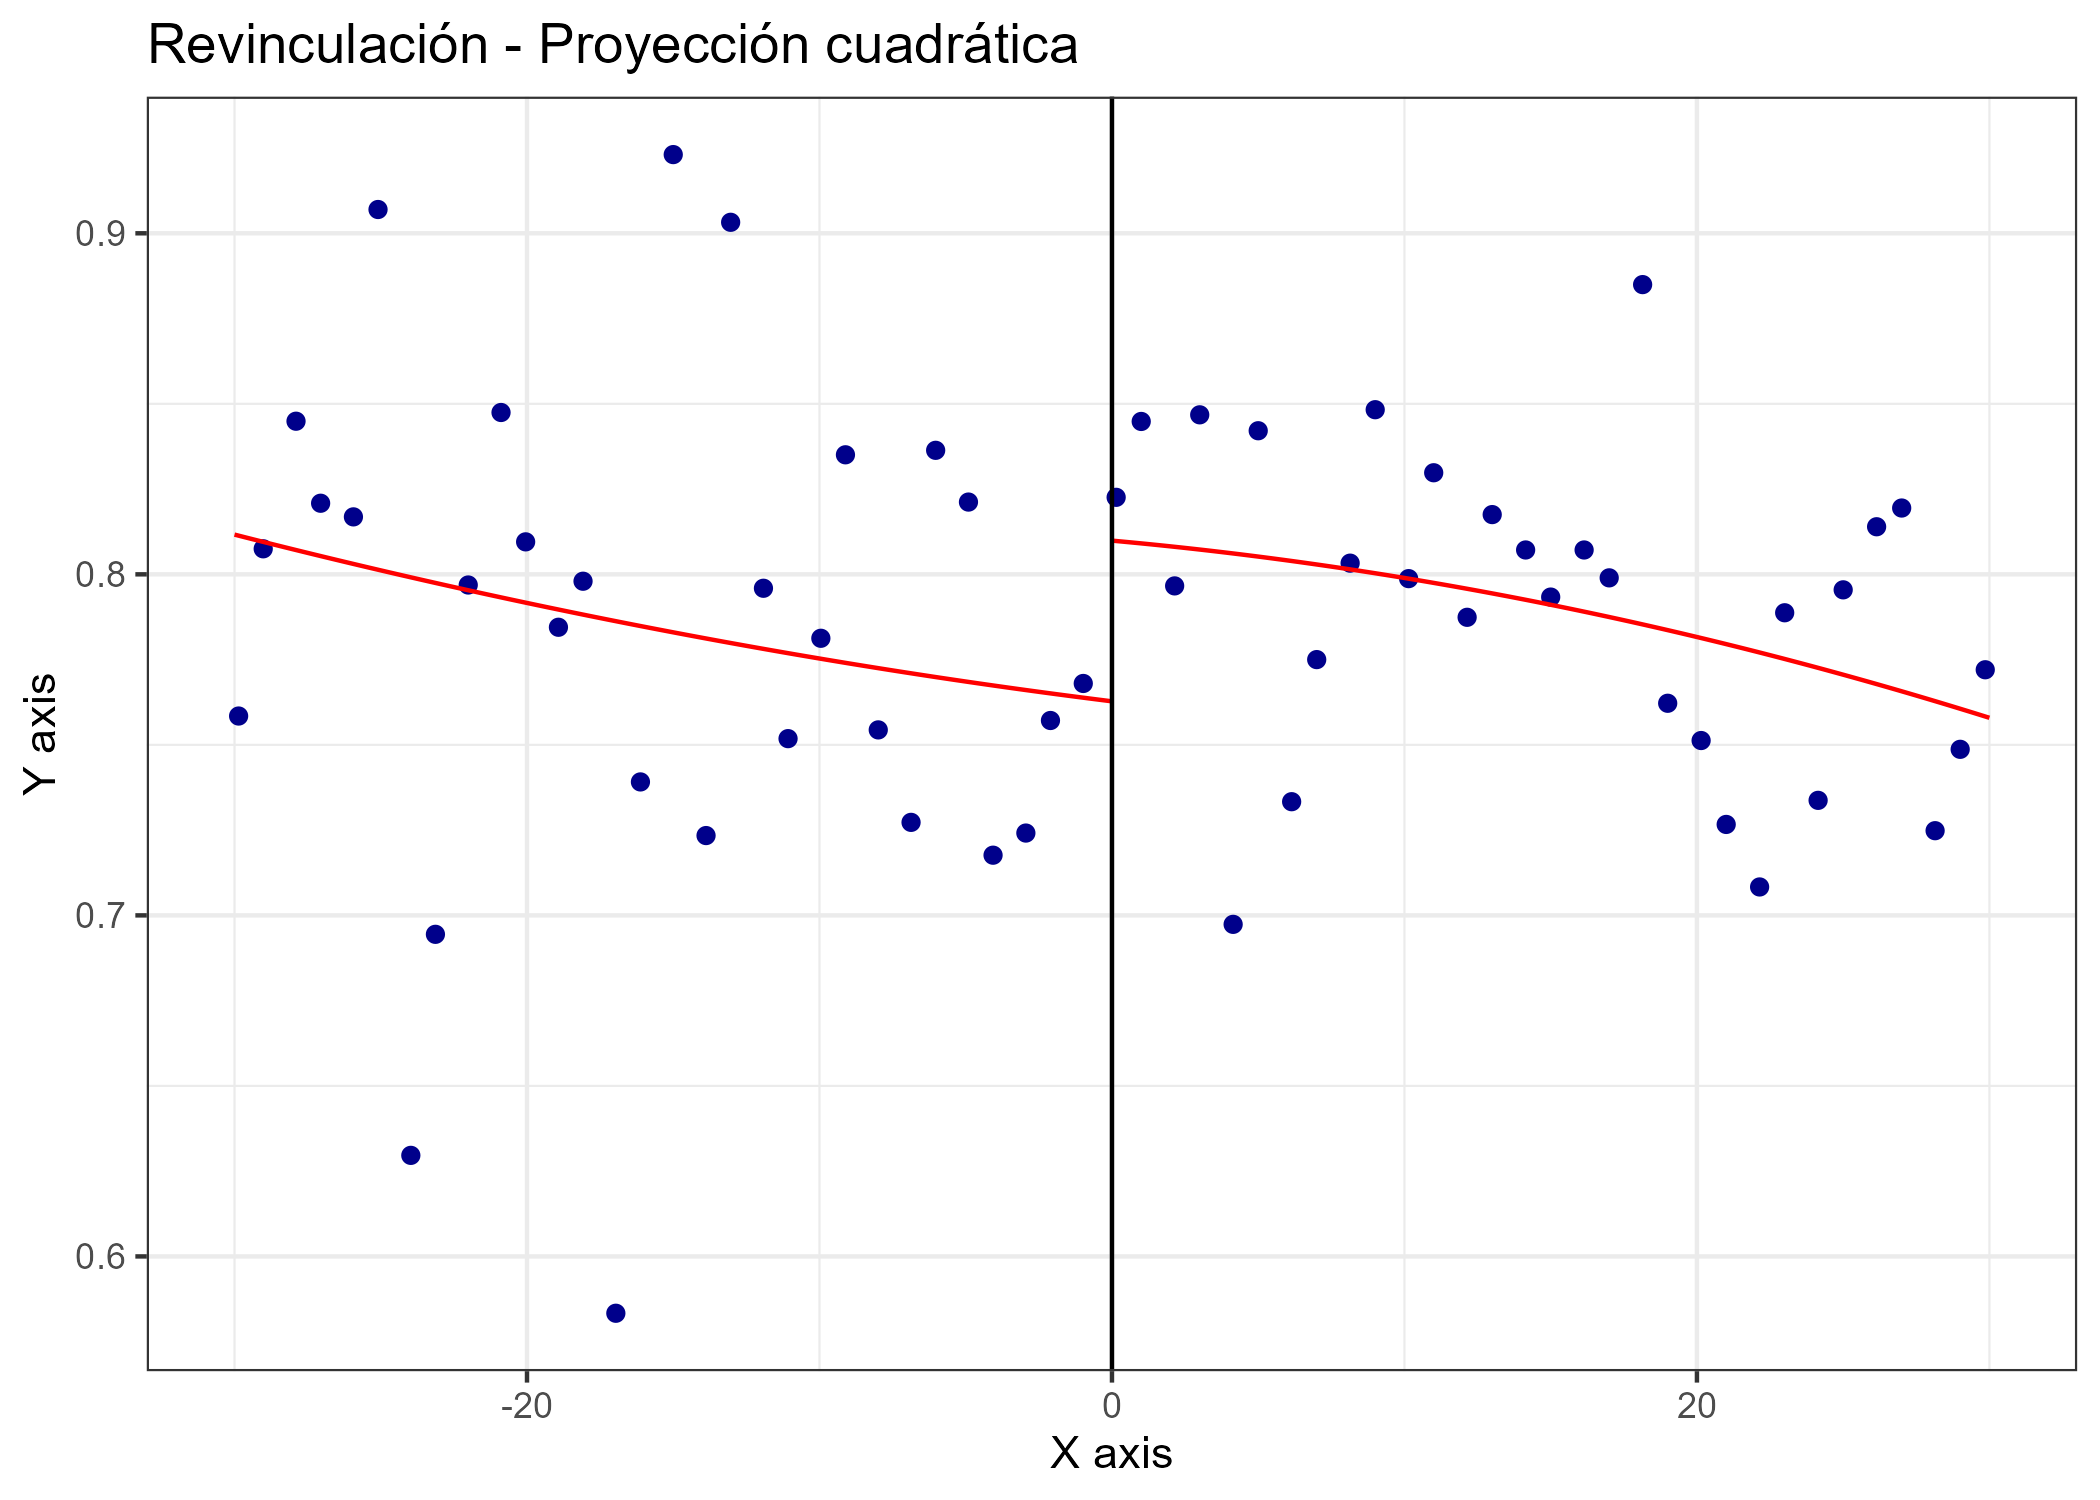 Revinculación - Proyección cuadrática
0.9
0.8
0.7
0.6
Y axis
-20 0 20
X axis